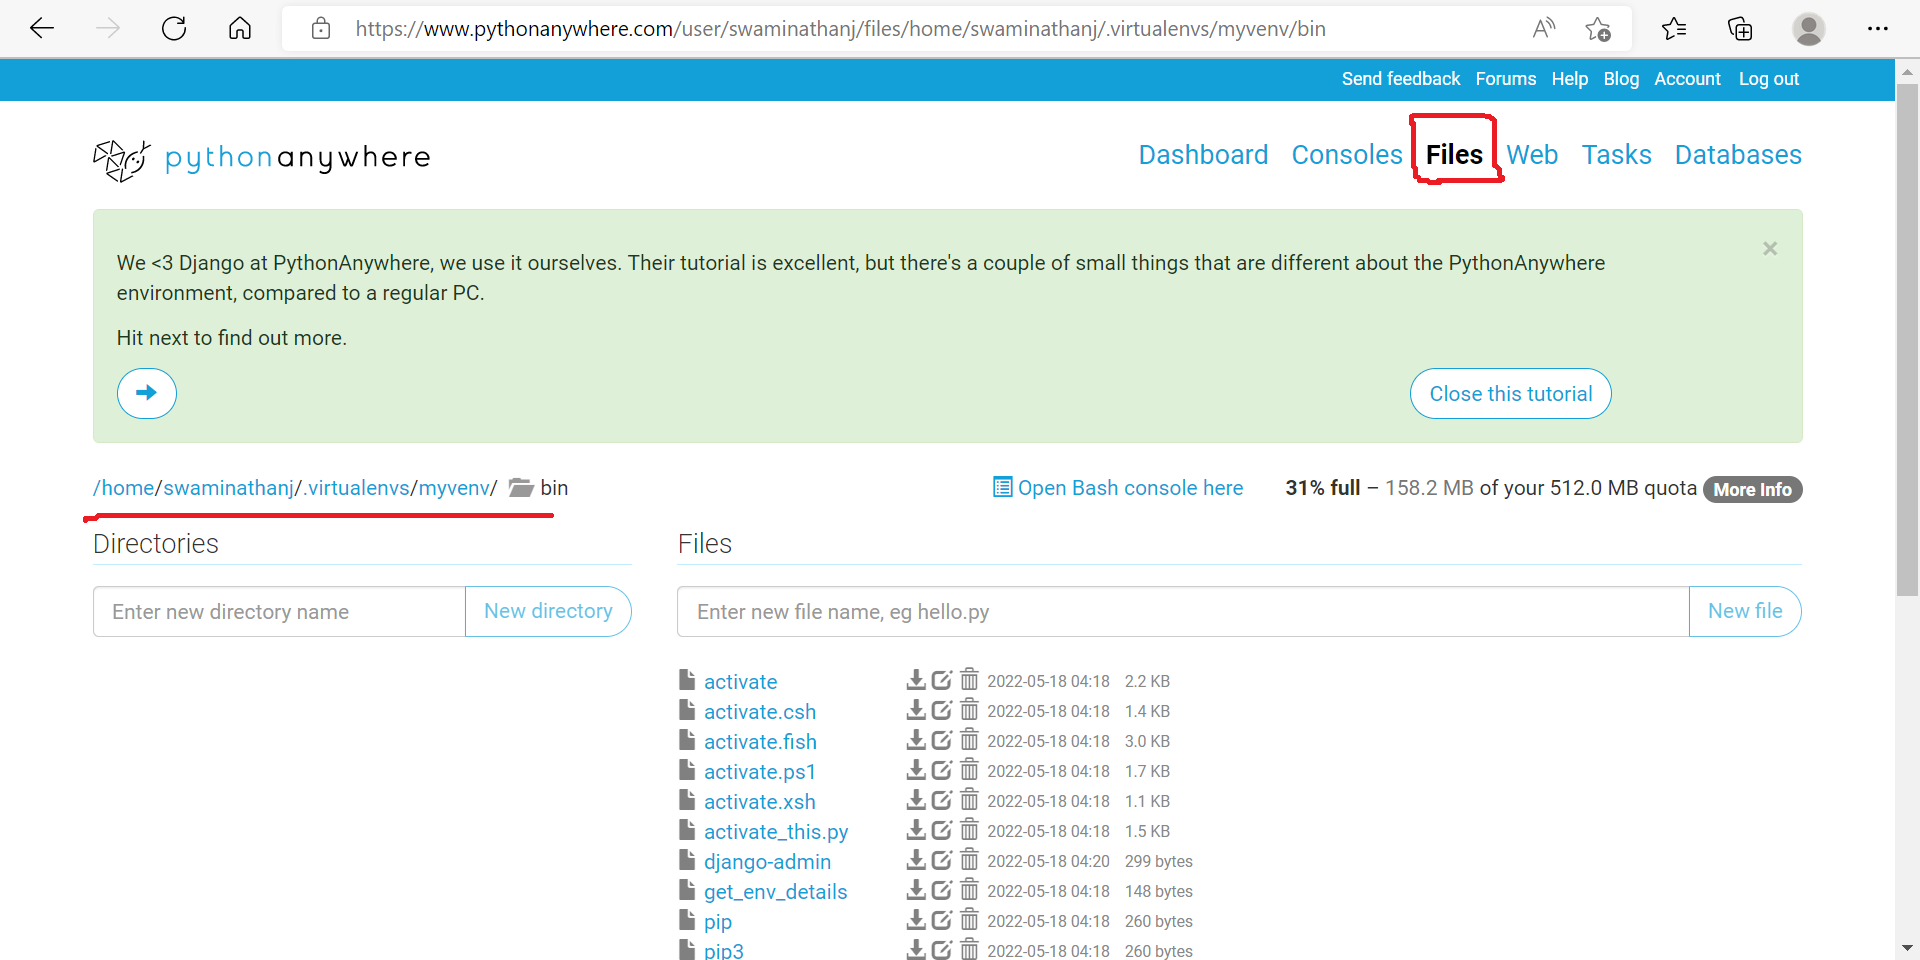 https://www.pythonanywhere.com/user/swaminathanj/files/home/swaminathanj/.virtualenvs/myvenv/bin
Send feedback Forums Help Blog Account Log out
pythonanywhere
Dashboard Consoles Files Web Tasks Databases
We <3 Django at PythonAnywhere, we use it ourselves. Their tutorial is excellent, but there's a couple of small things that are different about the PythonAnywhere
environment, compared to a regular PC.
×
Hit next to find out more.
Close this tutorial
/home/swaminathanj/.virtualenvs/myvenv/ bin
Open Bash console here 31% full – 158.2 MB of your 512.0 MB quota More Info
Directories
Files
Enter new directory name New directory
Enter new file name, eg hello.py New file
activate 2022-05-18 04:18 2.2 KB
activate.csh 2022-05-18 04:18 1.4 KB
activate.fish 2022-05-18 04:18 3.0 KB
activate.ps1 2022-05-18 04:18 1.7 KB
activate.xsh 2022-05-18 04:18 1.1 KB
activate_this.py 2022-05-18 04:18 1.5 KB
django-admin 2022-05-18 04:20 299 bytes
get_env_details 2022-05-18 04:18 148 bytes
pip 2022-05-18 04:18 260 bytes
pip3 2022-05-18 04:18 260 bytes